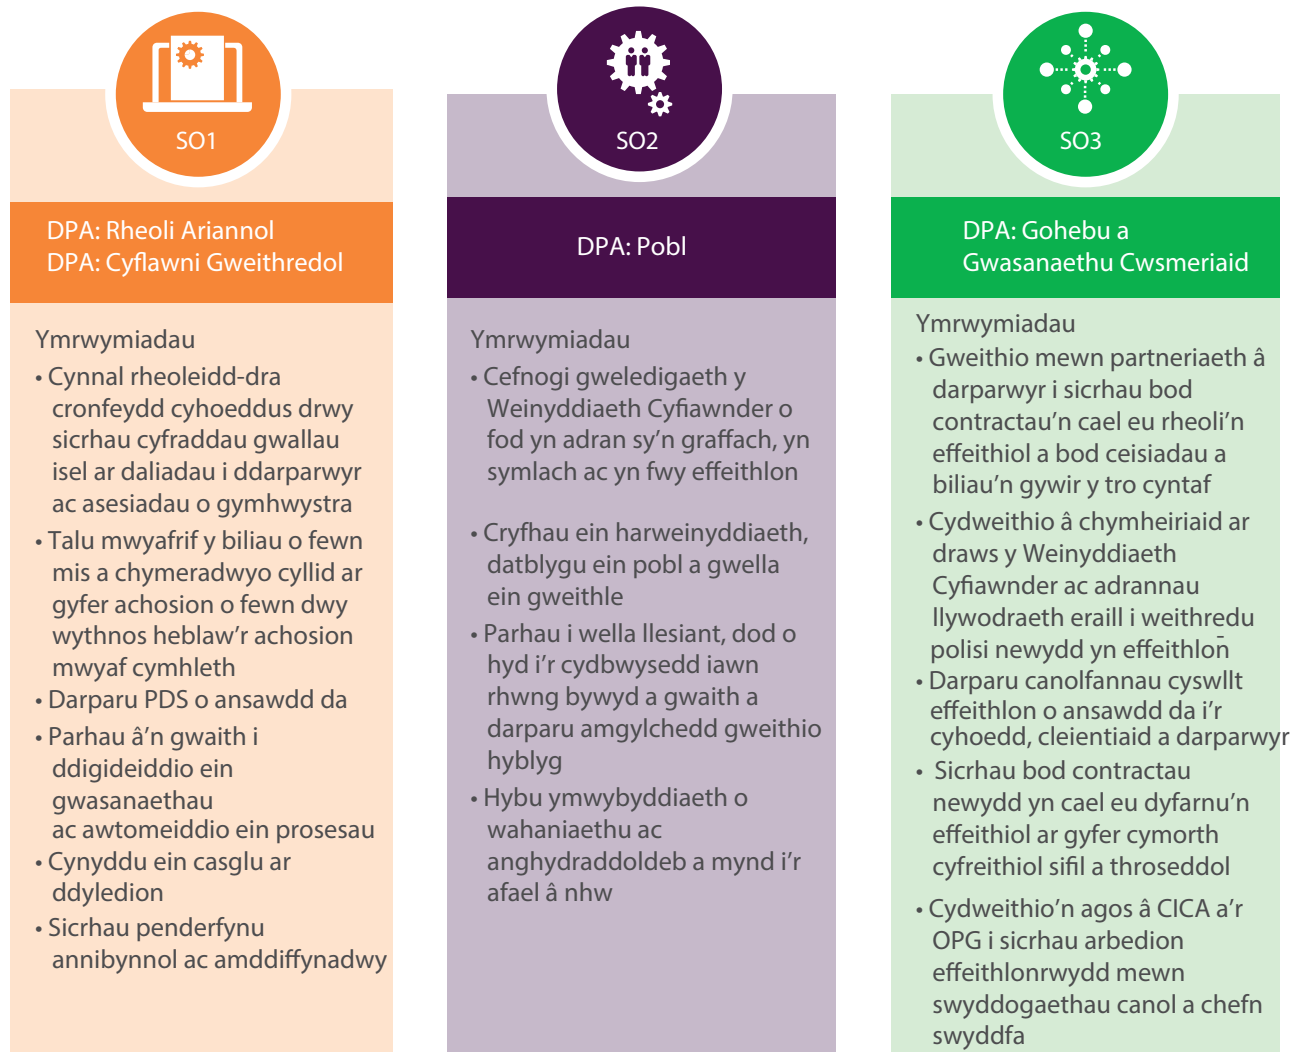 SO1
DPA: Rheoli Ariannol
DPA: Cyflawni Gweithredol
Ymrwymiadau
• Cynnal rheoleidd-dra
cronfeydd cyhoeddus drwy
sicrhau cyfraddau gwallau
isel ar daliadau i ddarparwyr
ac asesiadau o gymhwystra
• Talu mwyafrif y biliau o fewn
mis a chymeradwyo cyllid ar
gyfer achosion o fewn dwy
wythnos heblaw'r achosion
mwyaf cymhleth
• Darparu PDS o ansawdd da
• Parhau â'n gwaith i
ddigideiddio ein
gwasanaethau
ac awtomeiddio ein prosesau
• Cynyddu ein casglu ar
ddyledion
• Sicrhau penderfynu
annibynnol ac amddiffynadwy
SO2
DPA: Pobl
Ymrwymiadau
• Cefnogi gweledigaeth y
Weinyddiaeth Cyfiawnder o
fod yn adran sy'n graffach, yn
symlach ac yn fwy effeithlon
• Cryfhau ein harweinyddiaeth,
datblygu ein pobl a gwella
ein gweithle
• Parhau i wella llesiant, dod o
hyd i'r cydbwysedd iawn
rhwng bywyd a gwaith a
darparu amgylchedd gweithio
hyblyg
• Hybu ymwybyddiaeth o
wahaniaethu ac
anghydraddoldeb a mynd i'r
afael â nhw
SO3
DPA: Gohebu a
Gwasanaethu Cwsmeriaid
Ymrwymiadau
• Gweithio mewn partneriaeth â
darparwyr i sicrhau bod
contractau'n cael eu rheoli'n
effeithiol a bod ceisiadau a
biliau'n gywir y tro cyntaf
• Cydweithio â chymheiriaid ar
draws y Weinyddiaeth
Cyfiawnder ac adrannau
llywodraeth eraill i weithredu
polisi newydd yn effeithlon
• Darparu canolfannau cyswllt
effeithlon o ansawdd da i'r
cyhoedd, cleientiaid a darparwyr
• Sicrhau bod contractau
newydd yn cael eu dyfarnu'n
effeithiol ar gyfer cymorth
cyfreithiol sifil a throseddol
• Cydweithio'n agos â CICA a'r
OPG i sicrhau arbedion
effeithlonrwydd mewn
swyddogaethau canol a chefn
swyddfa